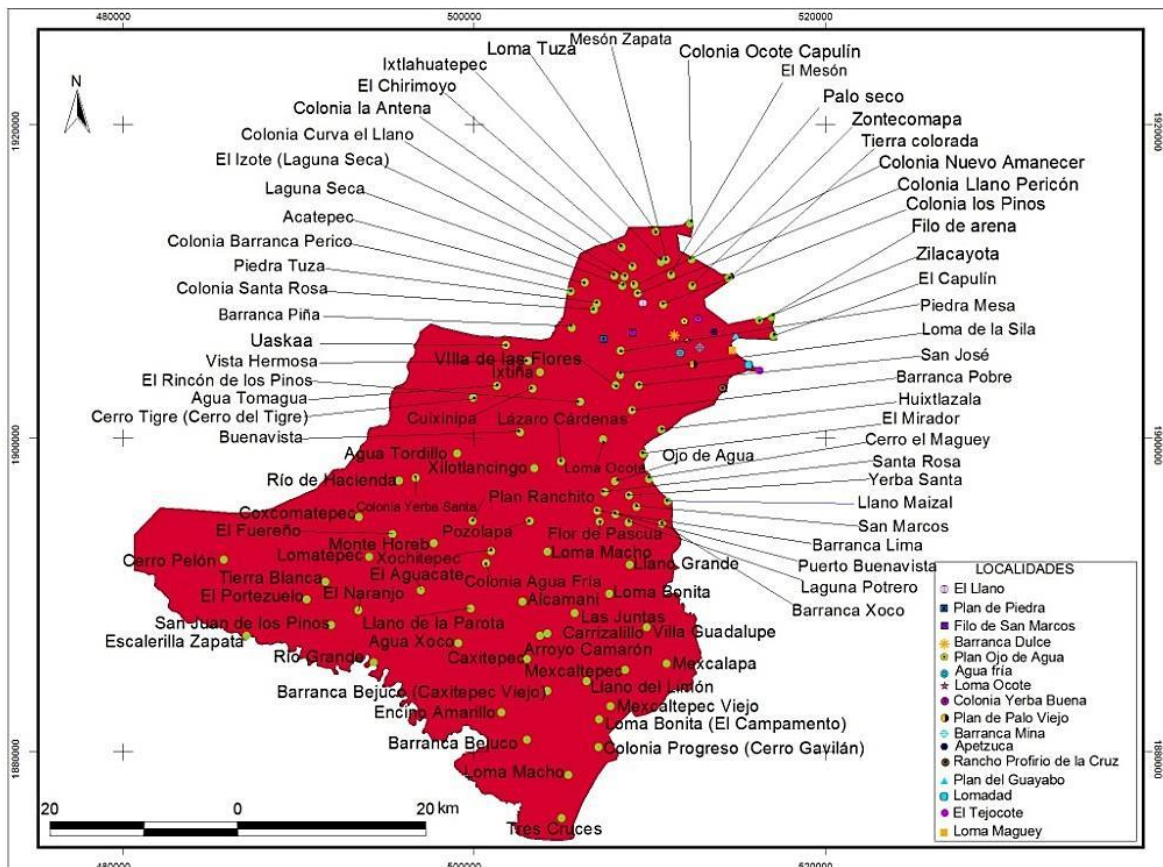 480000
500000
520000
N
1920000
1920000
1900000
1900000
1880000
1880000
Mesón Zapata
Loma Tuza
Colonia Ocote Capulín
Ixtlahuatepec
El Mesón
El Chirimoyo
Palo seco
Colonia la Antena
Zontecomapa
Colonia Curva el Llano
Tierra colorada
El Izote (Laguna Seca)
Colonia Nuevo Amanecer
Laguna Seca
Colonia Llano Pericón
Acatepec
Colonia los Pinos
Colonia Barranca Perico
Filo de arena
Piedra Tuza
Zilacayota
Colonia Santa Rosa
El Capulín
Barranca Piña
Piedra Mesa
Uaskaa
Loma de la Sila
Vista Hermosa
VIlla de las Flores
San José
Ixtiña
El Rincón de los Pinos
Barranca Pobre
Agua Tomagua
Huixtlazala
Cerro Tigre (Cerro del Tigre)
Cuixinipa
Lázaro Cárdenas
El Mirador
Buenavista
Cerro el Maguey
Agua Tordillo
Ojo de Agua
Xilotlancingo
Loma Ocote
Santa Rosa
Río de Hacienda
Yerba Santa
Colonia Yerba Santa
Plan Ranchito
Llano Maizal
Coxcomatepec
San Marcos
El Fuereño
Pozolapa
Flor de Pascua
Barranca Lima
Monte Horeb
Puerto Buenavista
Cerro Pelón
Lomatepec
Xochitepec
Loma Macho
Llano Grande
Laguna Potrero
Tierra Blanca
El Aguacate
Colonia Agua Fría
Barranca Xoco
El Portezuelo
El Naranjo
Alcamani
Loma Bonita
San Juan de los Pinos
Llano de la Parota
Las Juntas
Escalerilla Zapata
Agua Xoco
Carrizalillo
Villa Guadalupe
Arroyo Camarón
Río Grande
Caxitepec
Mexcaltepec
Mexcalapa
Barranca Bejuco (Caxitepec Viejo)
Llano del Limón
Encino Amarillo
Mexcaltepec Viejo
Loma Bonita (El Campamento)
Barranca Bejuco
Colonia Progreso (Cerro Gavilán)
Loma Macho
Tres Cruces
LOCALIDADES
El Llano
Plan de Piedra
Filo de San Marcos
Barranca Dulce
Plan Ojo de Agua
Agua fría
Loma Ocote
Colonia Yerba Buena
Plan de Palo Viejo
Barranca Mina
Apetzuca
Rancho Profirio de la Cruz
Plan del Guayabo
Lomadad
El Tejocote
Loma Maguey
20 0 20 km
480000
500000
520000